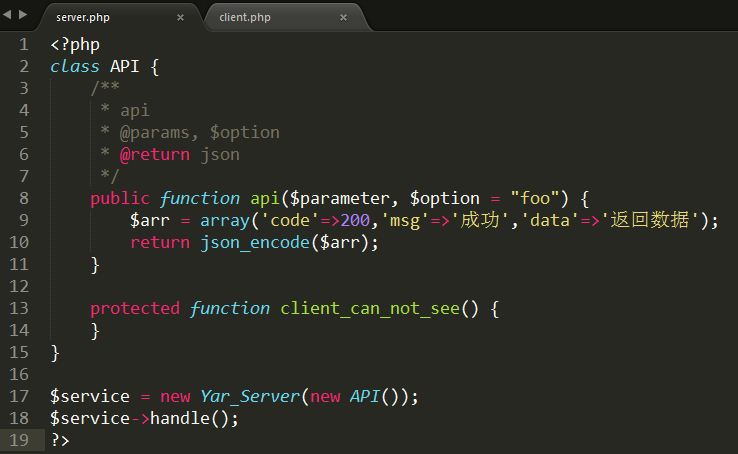 server.php × client.php ×
1 <?php
2 class API {
3     /**
4      * api
5      * @params, $option
6      * @return json
7      */
8     public function api($parameter, $option = "foo") {
9         $arr = array('code'=>200,'msg'=>'成功','data'=>'返回数据');
10         return json_encode($arr);
11     }
12
13     protected function client_can_not_see() {
14     }
15 }
16
17 $service = new Yar_Server(new API());
18 $service->handle();
19 ?>